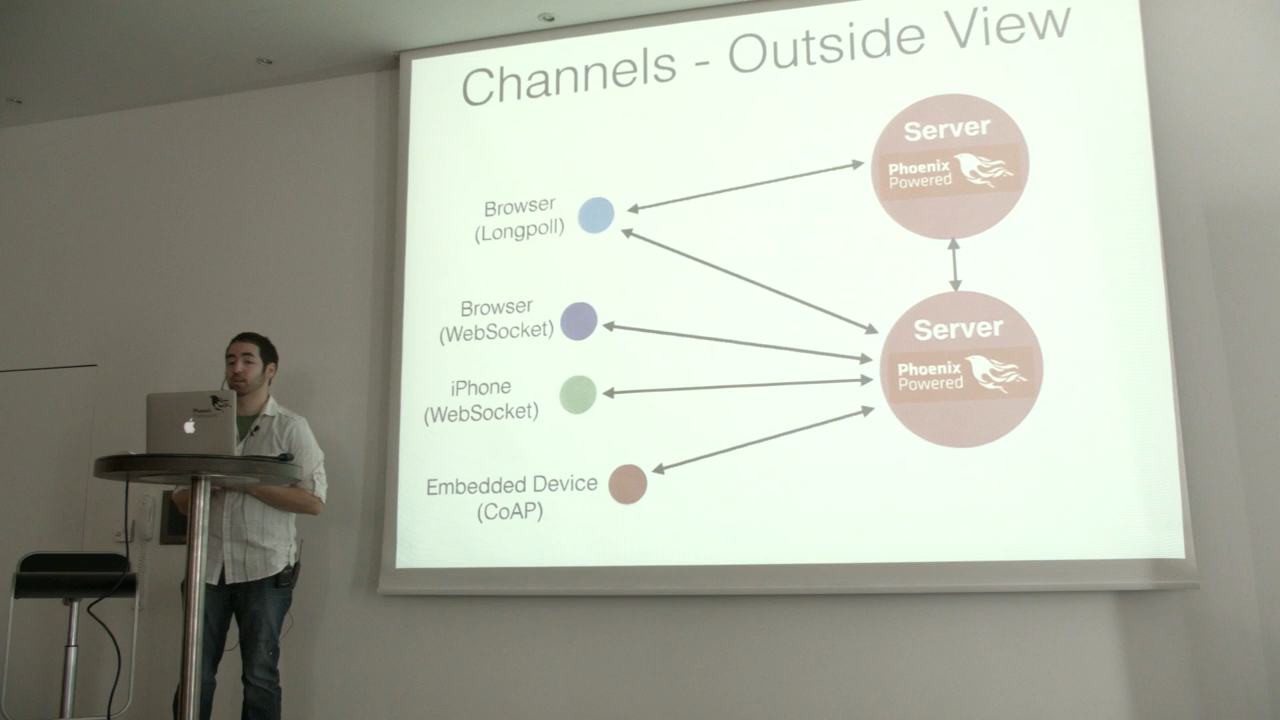 Channels - Outside View
Server
Phoenix
Powered
Browser
(Longpoll)
Browser
(WebSocket)
Server
Phoenix
Powered
iPhone
(WebSocket)
Embedded Device
(CoAP)